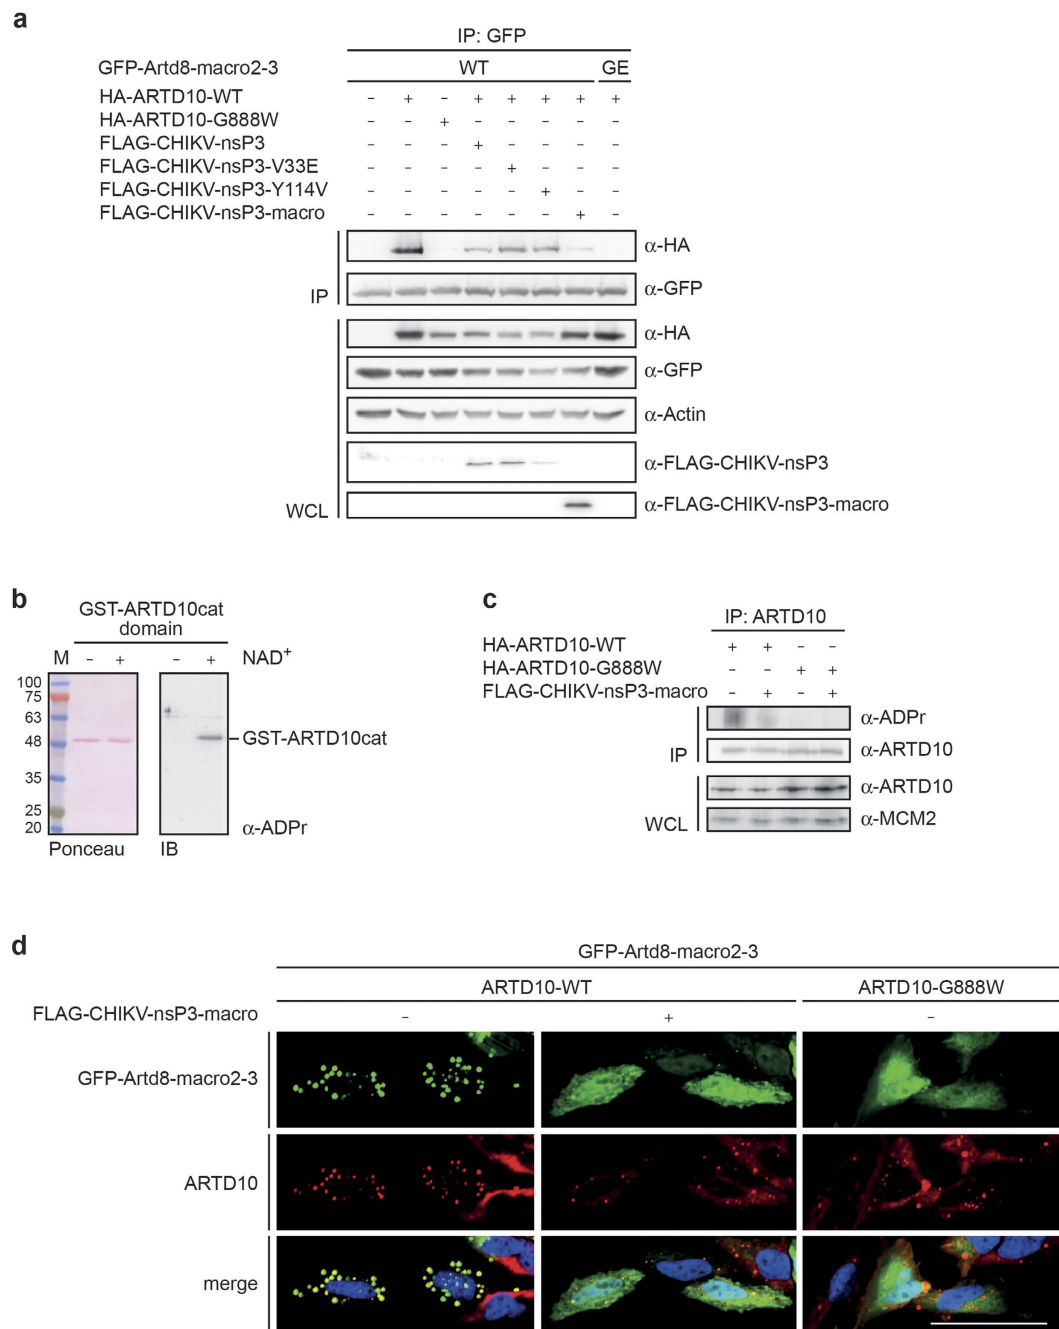 a
IP: GFP
GFP-Artd8-macro2-3 WT GE
HA-ARTD10-WT – + – + + + + +
HA-ARTD10-G888W – – + – – – – –
FLAG-CHIKV-nsP3 – – – + – – – –
FLAG-CHIKV-nsP3-V33E – – – – + – – –
FLAG-CHIKV-nsP3-Y114V – – – – – + – –
FLAG-CHIKV-nsP3-macro – – – – – – + –
α-HA
IP α-GFP
α-HA
α-GFP
α-Actin
α-FLAG-CHIKV-nsP3
WCL α-FLAG-CHIKV-nsP3-macro
b
GST-ARTD10cat
domain
M – + – + NAD+
100
75
63
48 GST-ARTD10cat
35
25
20 α-ADPr
Ponceau IB
c
IP: ARTD10
HA-ARTD10-WT + + – –
HA-ARTD10-G888W – – + +
FLAG-CHIKV-nsP3-macro – + – +
α-ADPr
IP α-ARTD10
α-ARTD10
WCL α-MCM2
d
GFP-Artd8-macro2-3
ARTD10-WT ARTD10-G888W
FLAG-CHIKV-nsP3-macro – + –
GFP-Artd8-macro2-3
ARTD10
merge